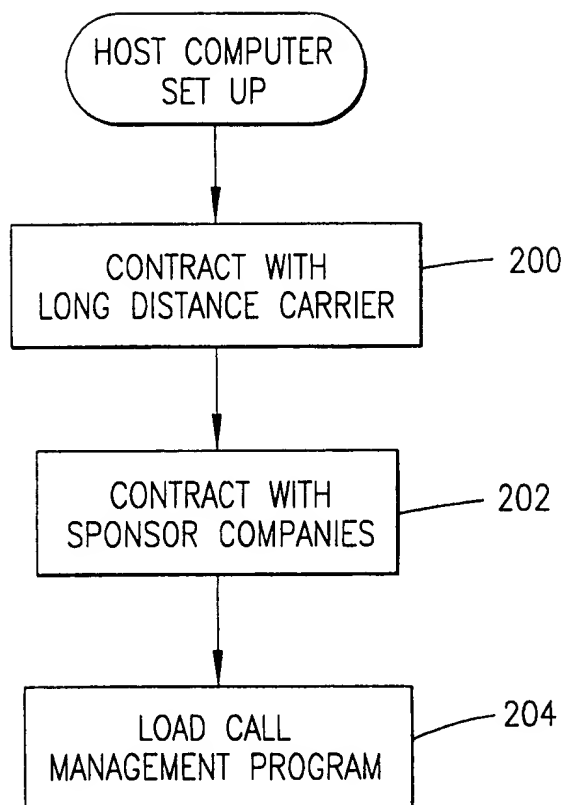 HOST COMPUTER
SET UP
CONTRACT WITH
LONG DISTANCE CARRIER
200
CONTRACT WITH
SPONSOR COMPANIES
202
LOAD CALL
MANAGEMENT PROGRAM
204